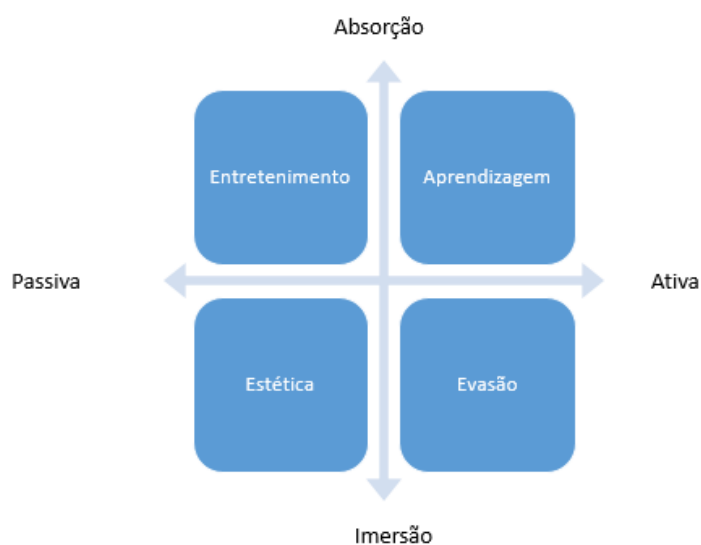 Absorção
Entretenimento
Aprendizagem
Passiva
Ativa
Estética
Evasão
Imersão